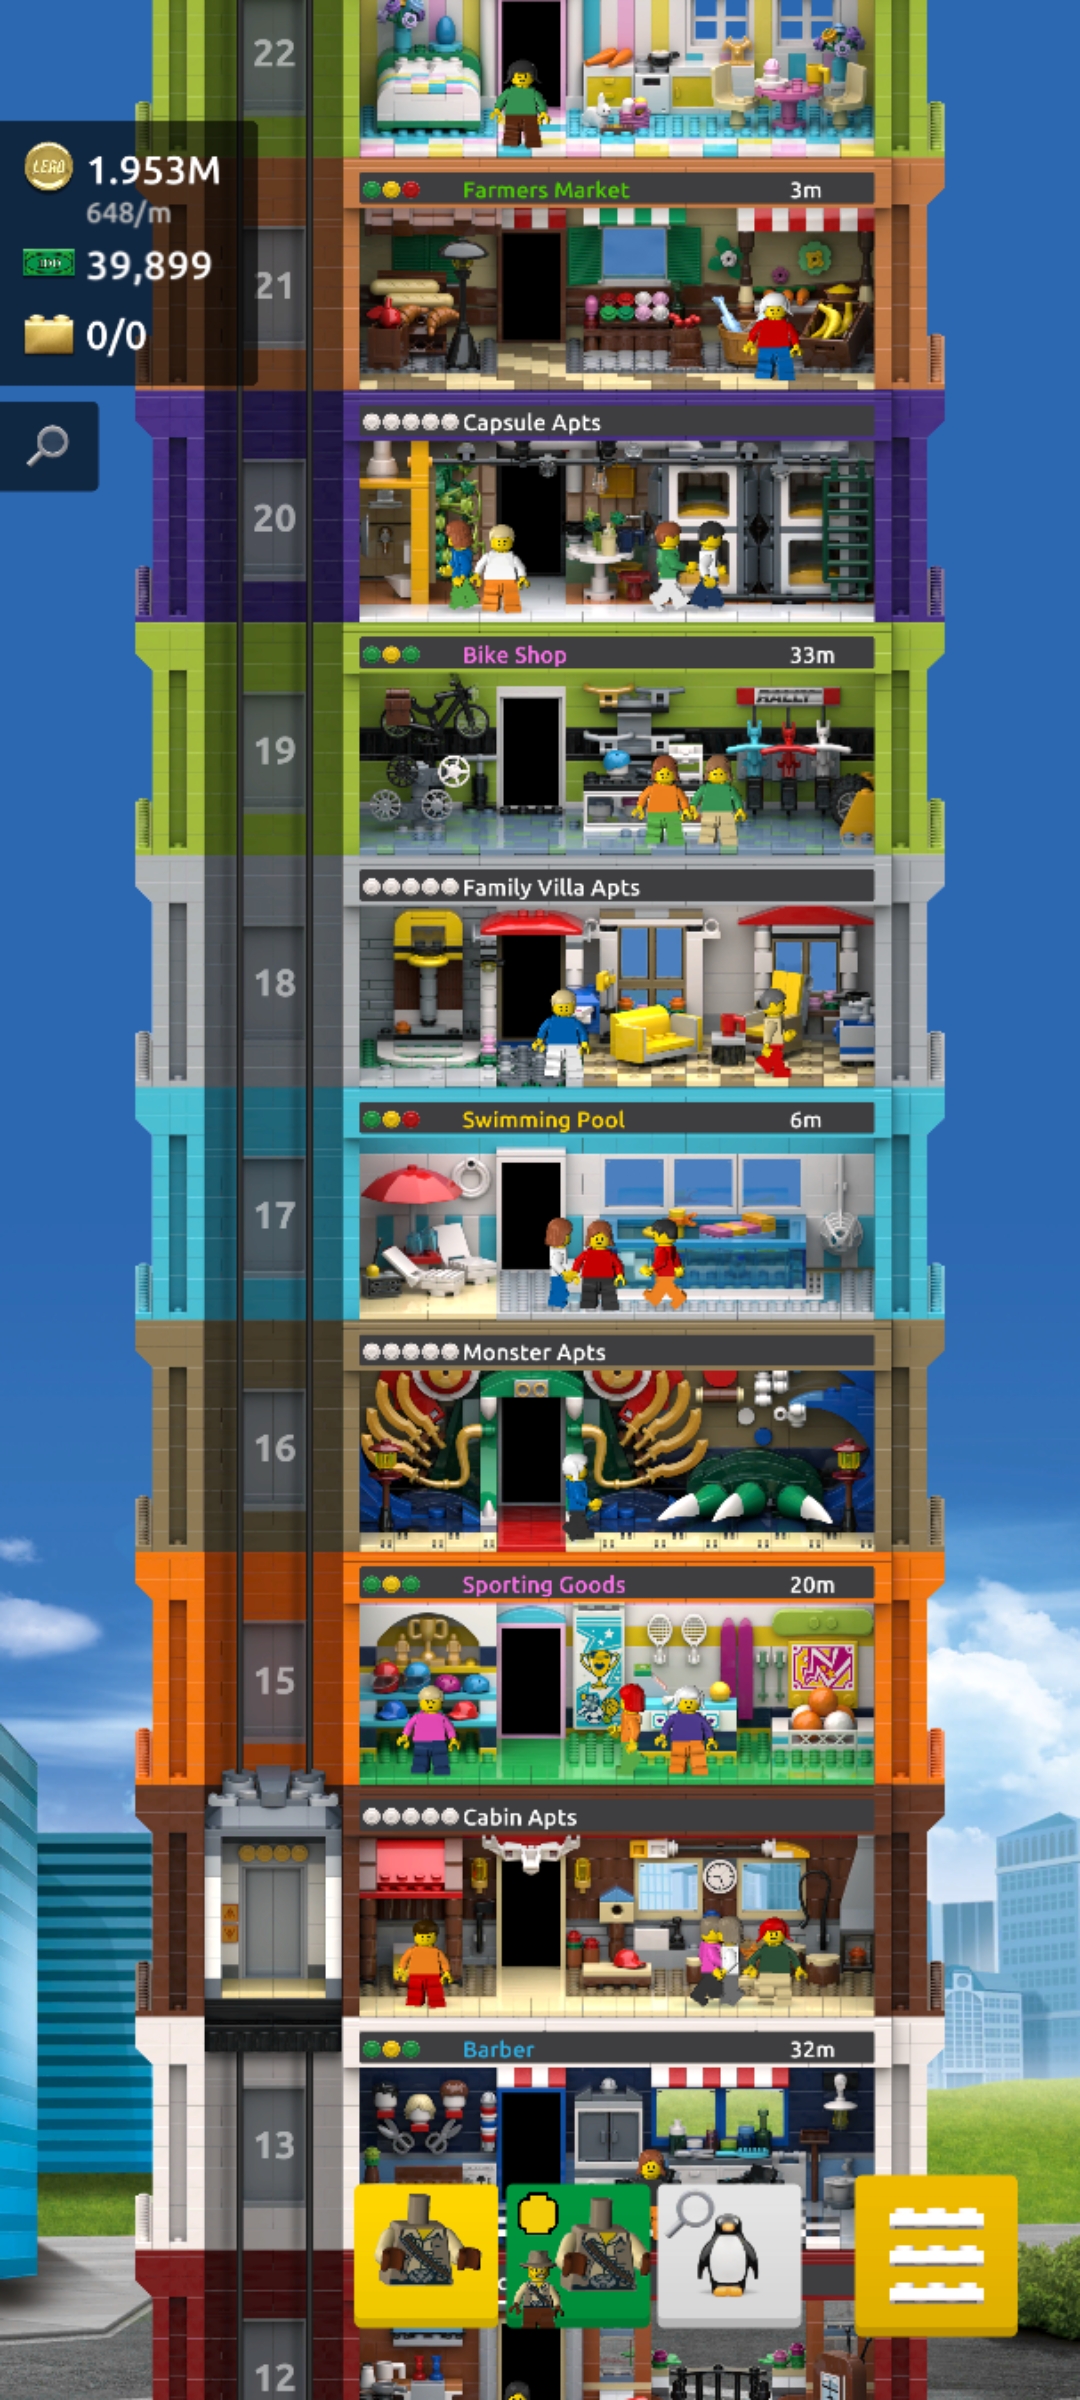 22
LEGO 1.953M
648/m
39,899
0/0
Farmers Market 3m
21
Capsule Apts
20
Bike Shop 33m
19
RALLY
Family Villa Apts
18
Swimming Pool 6m
17
Monster Apts
16
Sporting Goods 20m
15
Cabin Apts
Barber 32m
13
12